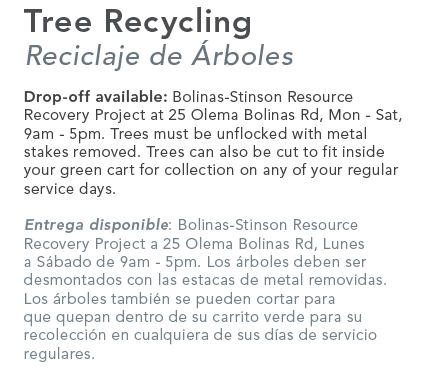 Tree Recycling
Reciclaje de Árboles
Drop-off available: Bolinas-Stinson Resource
Recovery Project at 25 Olema Bolinas Rd, Mon - Sat,
9am - 5pm. Trees must be unflocked with metal
stakes removed. Trees can also be cut to fit inside
your green cart for collection on any of your regular
service days.
Entrega disponible: Bolinas-Stinson Resource
Recovery Project a 25 Olema Bolinas Rd, Lunes
a Sábado de 9am - 5pm. Los árboles deben ser
desmontados con las estacas de metal removidas.
Los árboles también se pueden cortar para
que quepan dentro de su carrito verde para su
recolección en cualquiera de sus días de servicio
regulares.